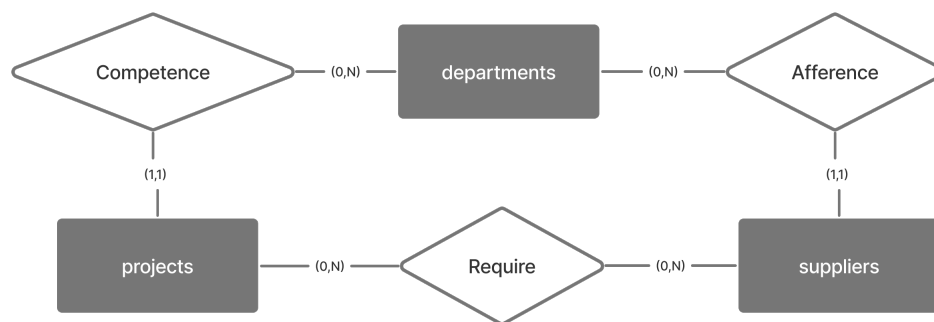 Competence
(0,N)
departments
(0,N)
Afference
(1,1)
(1,1)
projects
(0,N)
Require
(0,N)
suppliers